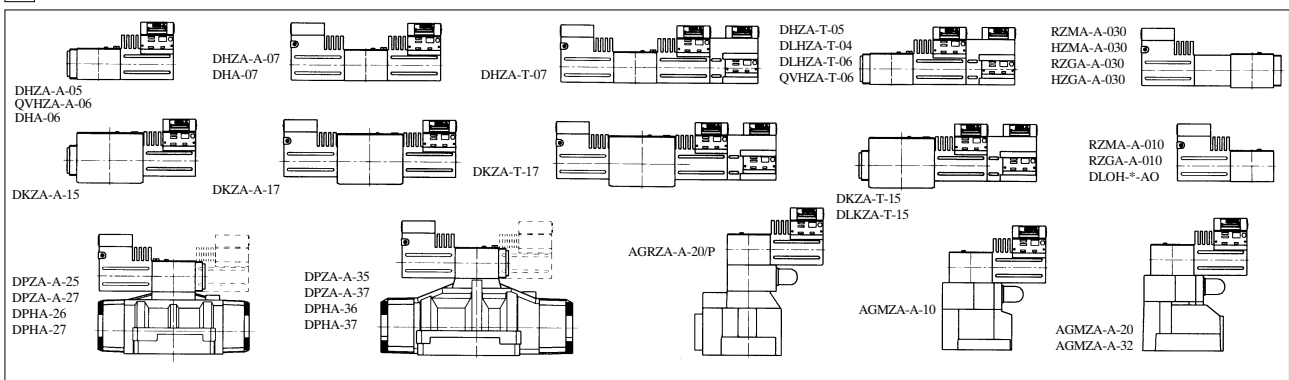 DHZA-A-05
QVHZA-A-06
DHA-06
DHZA-A-07
DHA-07
DHZA-T-07
DHZA-T-05
DLHZA-T-04
DLHZA-T-06
QVHZA-T-06
RZMA-A-030
HZMA-A-030
RZGA-A-030
HZGA-A-030
DKZA-A-15
DKZA-A-17
DKZA-T-17
DKZA-T-15
DLKZA-T-15
RZMA-A-010
RZGA-A-010
DLOH-*-AO
DPZA-A-25
DPZA-A-27
DPHA-26
DPHA-27
DPZA-A-35
DPZA-A-37
DPHA-36
DPHA-37
AGRZA-A-20/P
AGMZA-A-10
AGMZA-A-20
AGMZA-A-32